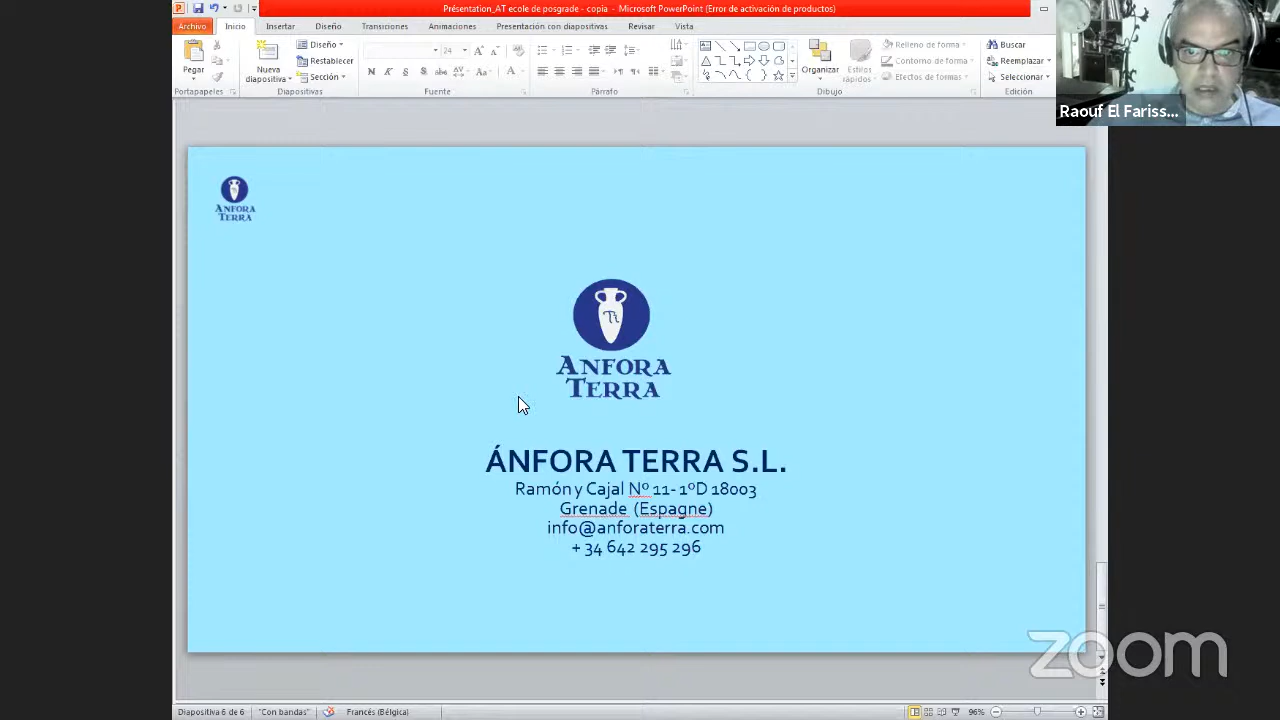 Présentation_AT ecole de posgrade - copia - Microsoft PowerPoint (Error de activación de productos)
Archivo Inicio Insertar Diseño Transiciones Animaciones Presentación con diapositivas Revisar Vista
Pegar
Nueva diapositiva
Diseño
Restablecer
Sección
24
N K S S abc AV Aa A
Organizar
Estilos rápidos
Relleno de forma
Contorno de forma
Efectos de formas
Buscar
Reemplazar
Seleccionar
Portapapeles Diapositivas Fuente Párrafo Dibujo Edición
Raouf El Fariss...
ANFORA
TERRA
ANFORA
TERRA
ÁNFORA TERRA S.L.
Ramón y Cajal Nº 11- 1ºD 18003
Grenade (Espagne)
info@anforaterra.com
+ 34 642 295 296
zoom
Diapositiva 6 de 6 "Con bandas" Francés (Bélgica) 96%